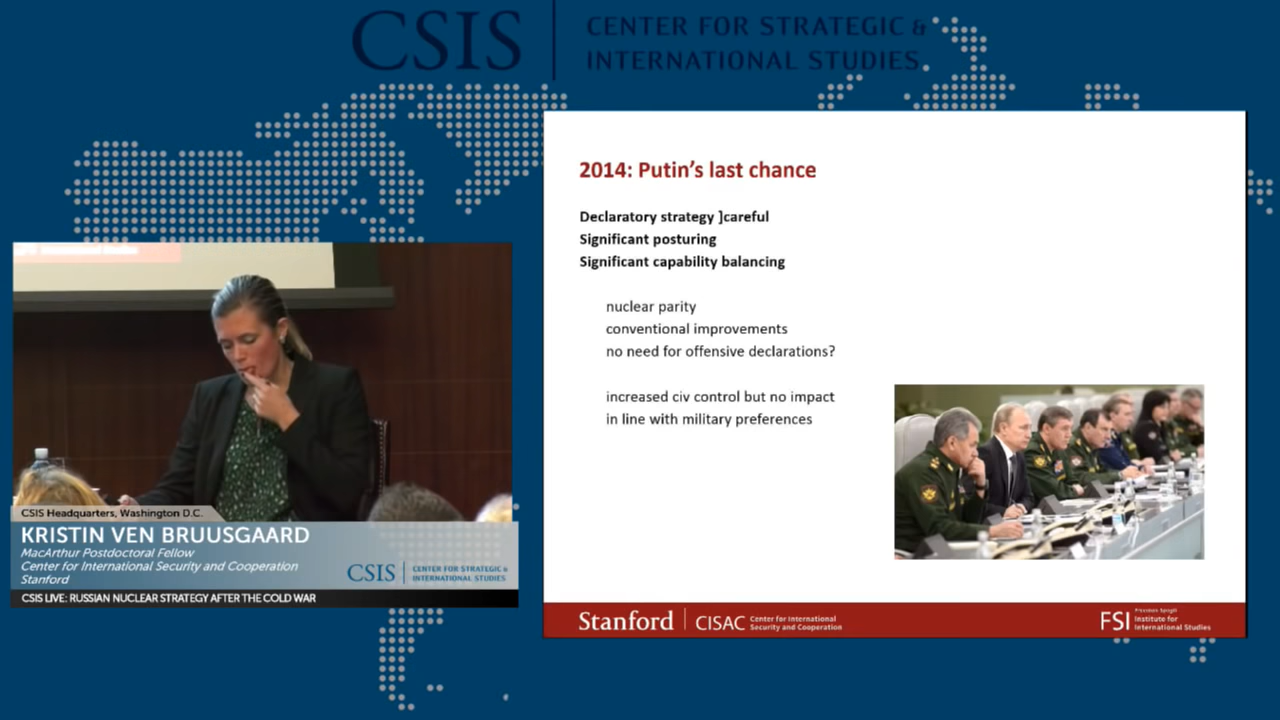 CSIS
CENTER FOR STRATEGIC &
INTERNATIONAL STUDIES
2014: Putin's last chance
Declaratory strategy ]careful
Significant posturing
Significant capability balancing
nuclear parity
conventional improvements
no need for offensive declarations?
increased civ control but no impact
in line with military preferences
CSIS Headquarters, Washington D.C.
KRISTIN VEN BRUUSGAARD
MacArthur Postdoctoral Fellow
Center for International Security and Cooperation
Stanford
CSIS
CENTER FOR STRATEGIC &
INTERNATIONAL STUDIES
CSIS LIVE: RUSSIAN NUCLEAR STRATEGY AFTER THE COLD WAR
Stanford
CISAC
Center for International
Security and Cooperation
FSI
Freeman Spogli
Institute for
International Studies